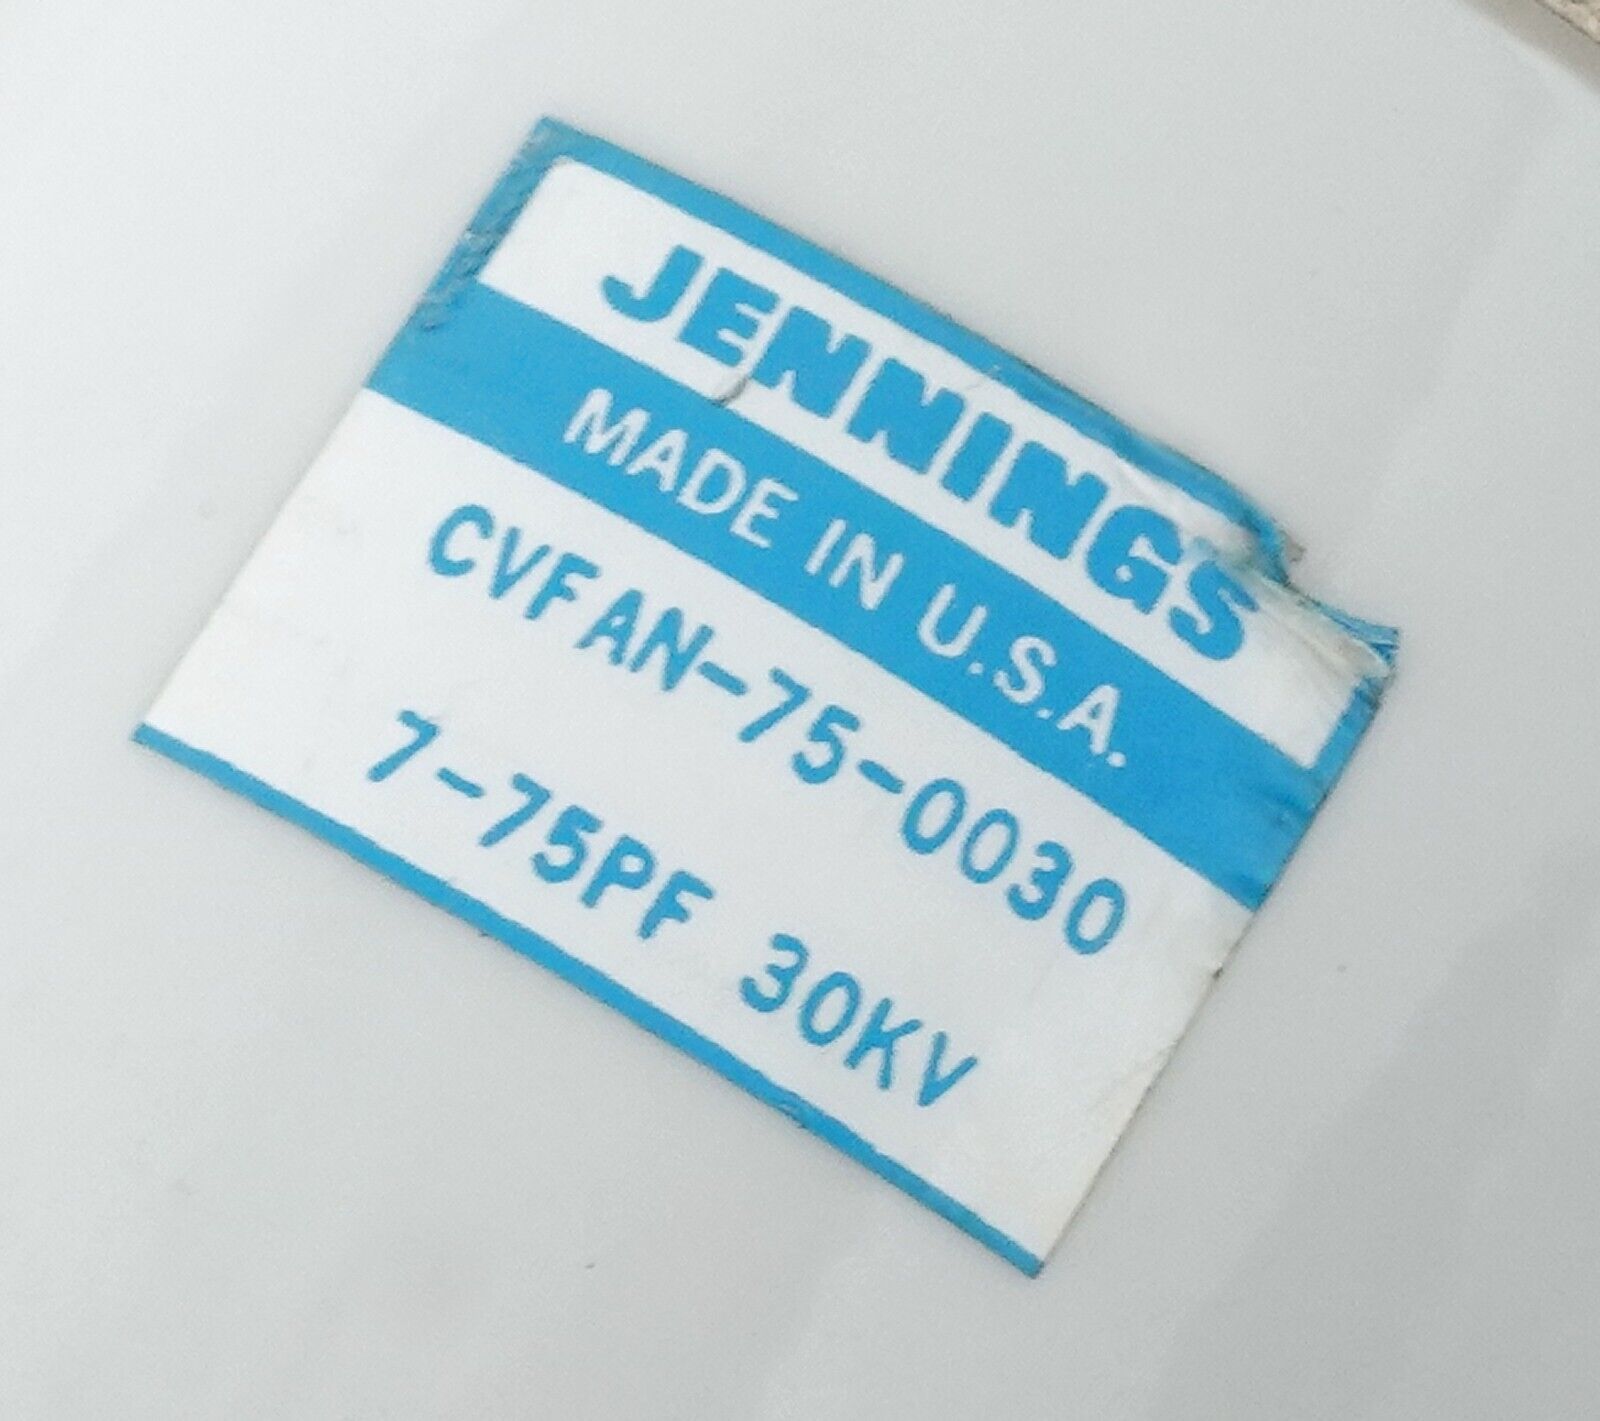 JENNINGS
MADE IN U.S.A.
CVFAN-75-0030
7-75PF 30KV